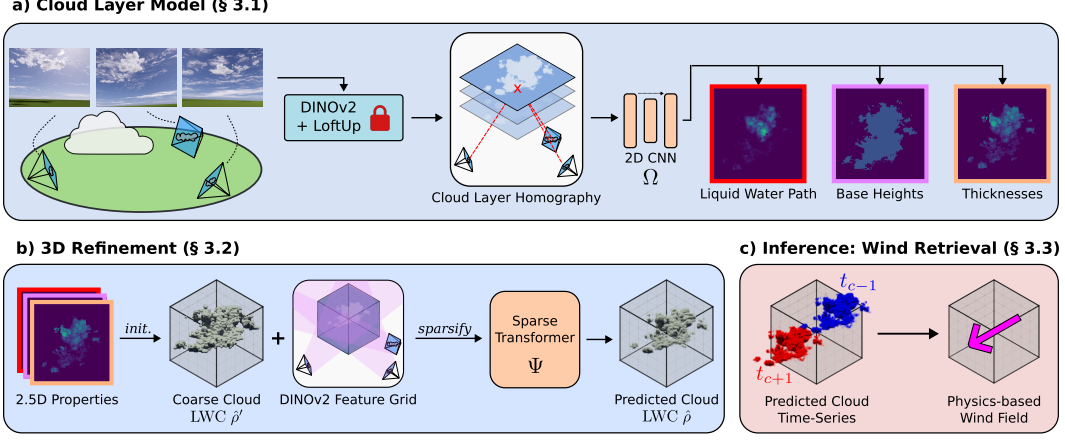 a) Cloud Layer Model (§ 3.1)
DINOv2
+ LoftUp
X
Cloud Layer Homography
2D CNN
Ω
Liquid Water Path
Base Heights
Thicknesses
b) 3D Refinement (§ 3.2)
2.5D Properties
init.
Coarse Cloud
LWC ρ̂′
+
DINOv2 Feature Grid
sparsify
Sparse
Transformer
Ψ
Predicted Cloud
LWC ρ̂
c) Inference: Wind Retrieval (§ 3.3)
t_{c−1}
t_{c+1}
Predicted Cloud
Time-Series
Physics-based
Wind Field